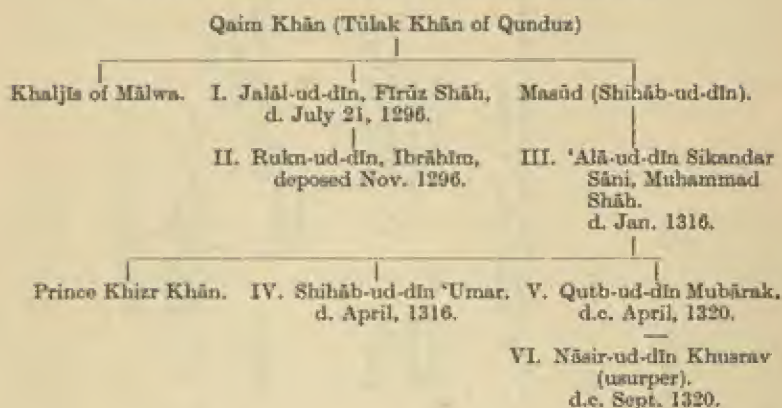 Qaim Khān (Tūlak Khān of Qunduz)
Khaljīs of Mālwa. I. Jalāl-ud-dīn, Fīrūz Shāh, Masūd (Shihāb-ud-dīn).
d. July 21, 1296.
II. Rukn-ud-dīn, Ibrāhīm, III. ‘Alā-ud-dīn Sikandar
deposed Nov. 1296. Sāni, Muhammad
Shāh.
d. Jan. 1316.
Prince Khizr Khān. IV. Shihāb-ud-dīn ‘Umar, V. Qutb-ud-dīn Mubārak,
d. April, 1316. d.c. April, 1320.
VI. Nāsir-ud-dīn Khusrav
(usurper).
d.c. Sept. 1320.